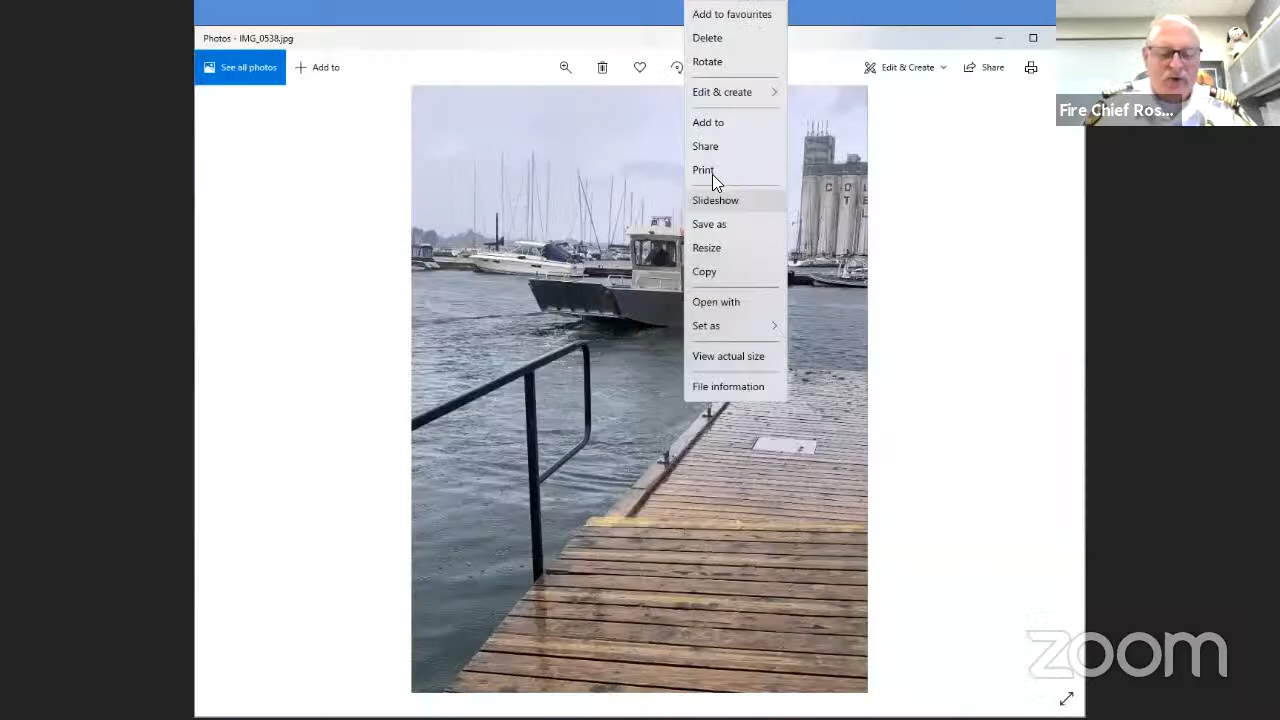 Photos - IMG_0538.jpg
See all photos
Add to
Edit & Create
Share
Add to favourites
Delete
Rotate
Edit & create
Add to
Share
Print
Slideshow
Save as
Resize
Copy
Open with
Set as
View actual size
File information
Fire Chief Ros...
COL
TE
L
zoom